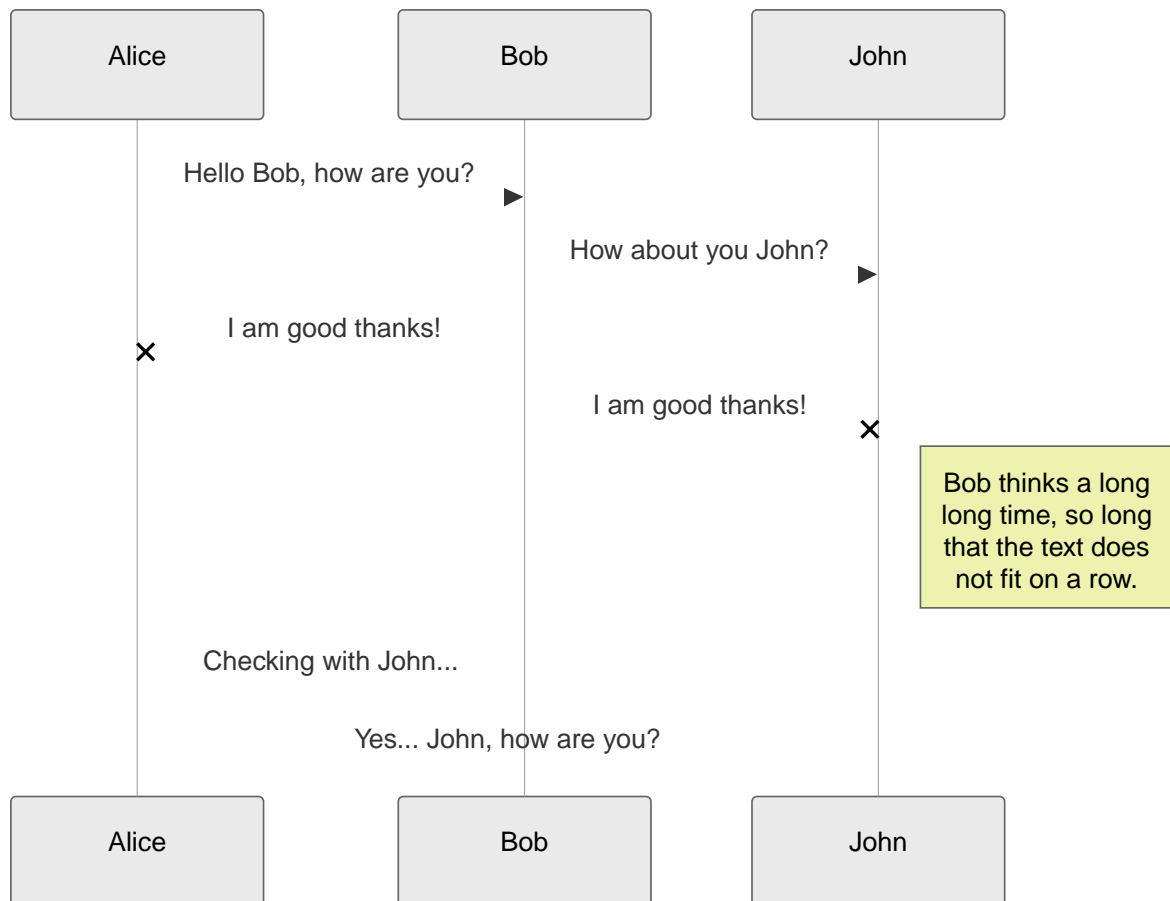 Alice
Bob
John
Hello Bob, how are you?
How about you John?
I am good thanks!
I am good thanks!
Bob thinks a long
long time, so long
that the text does
not fit on a row.
Checking with John...
Yes... John, how are you?
Alice
Bob
John